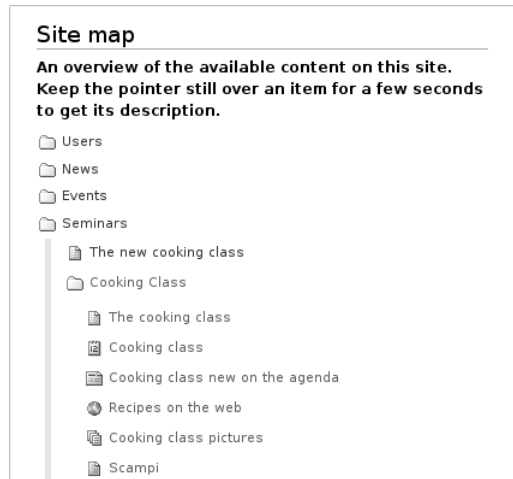 Site map
An overview of the available content on this site.
Keep the pointer still over an item for a few seconds
to get its description.
Users
News
Events
Seminars
The new cooking class
Cooking Class
The cooking class
Cooking class
Cooking class new on the agenda
Recipes on the web
Cooking class pictures
Scampi